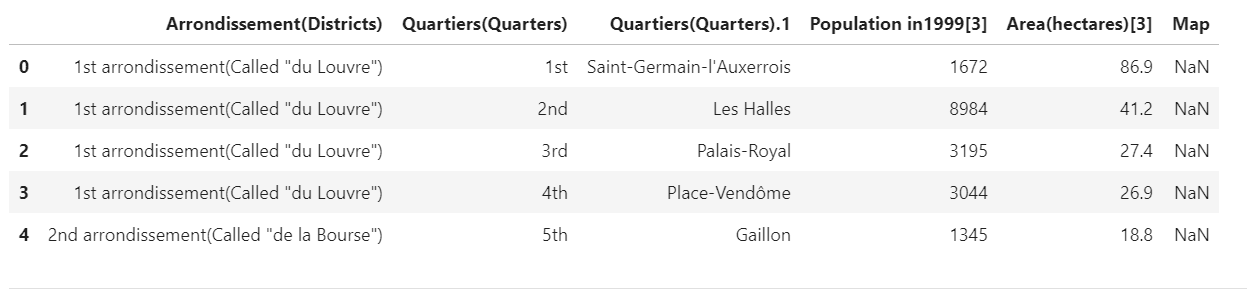 Arrondissement(Districts) Quartiers(Quarters) Quartiers(Quarters).1 Population in1999[3] Area(hectares)[3] Map
0 1st arrondissement(Called "du Louvre") 1st Saint-Germain-l'Auxerrois 1672 86.9 NaN
1 1st arrondissement(Called "du Louvre") 2nd Les Halles 8984 41.2 NaN
2 1st arrondissement(Called "du Louvre") 3rd Palais-Royal 3195 27.4 NaN
3 1st arrondissement(Called "du Louvre") 4th Place-Vendôme 3044 26.9 NaN
4 2nd arrondissement(Called "de la Bourse") 5th Gaillon 1345 18.8 NaN